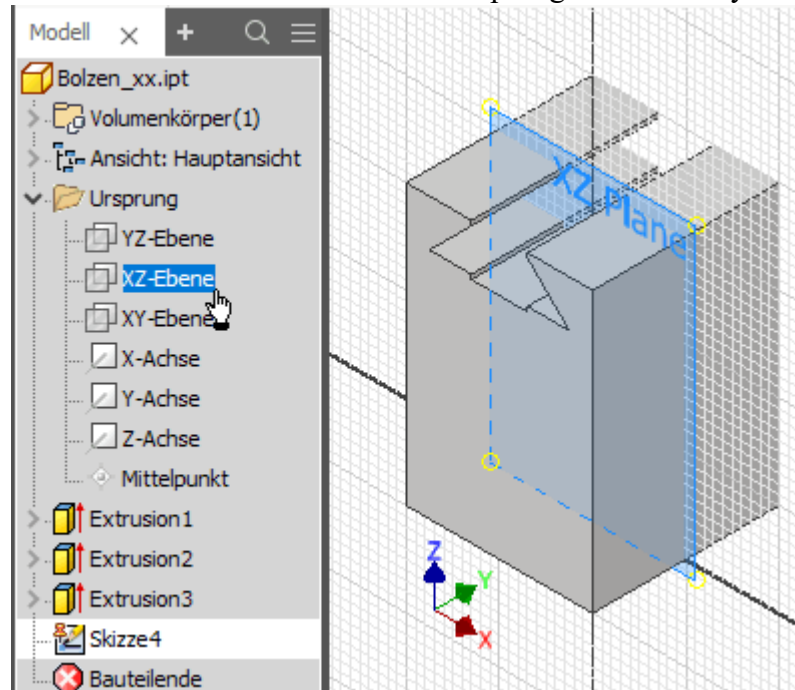 Modell
Bolzen_xx.ipt
Volumenkörper(1)
Ansicht: Hauptansicht
Ursprung
YZ-Ebene
XZ-Ebene
XY-Ebene
X-Achse
Y-Achse
Z-Achse
Mittelpunkt
Extrusion1
Extrusion2
Extrusion3
Skizze4
Bauteilende
XZ Plane
Z
Y
X